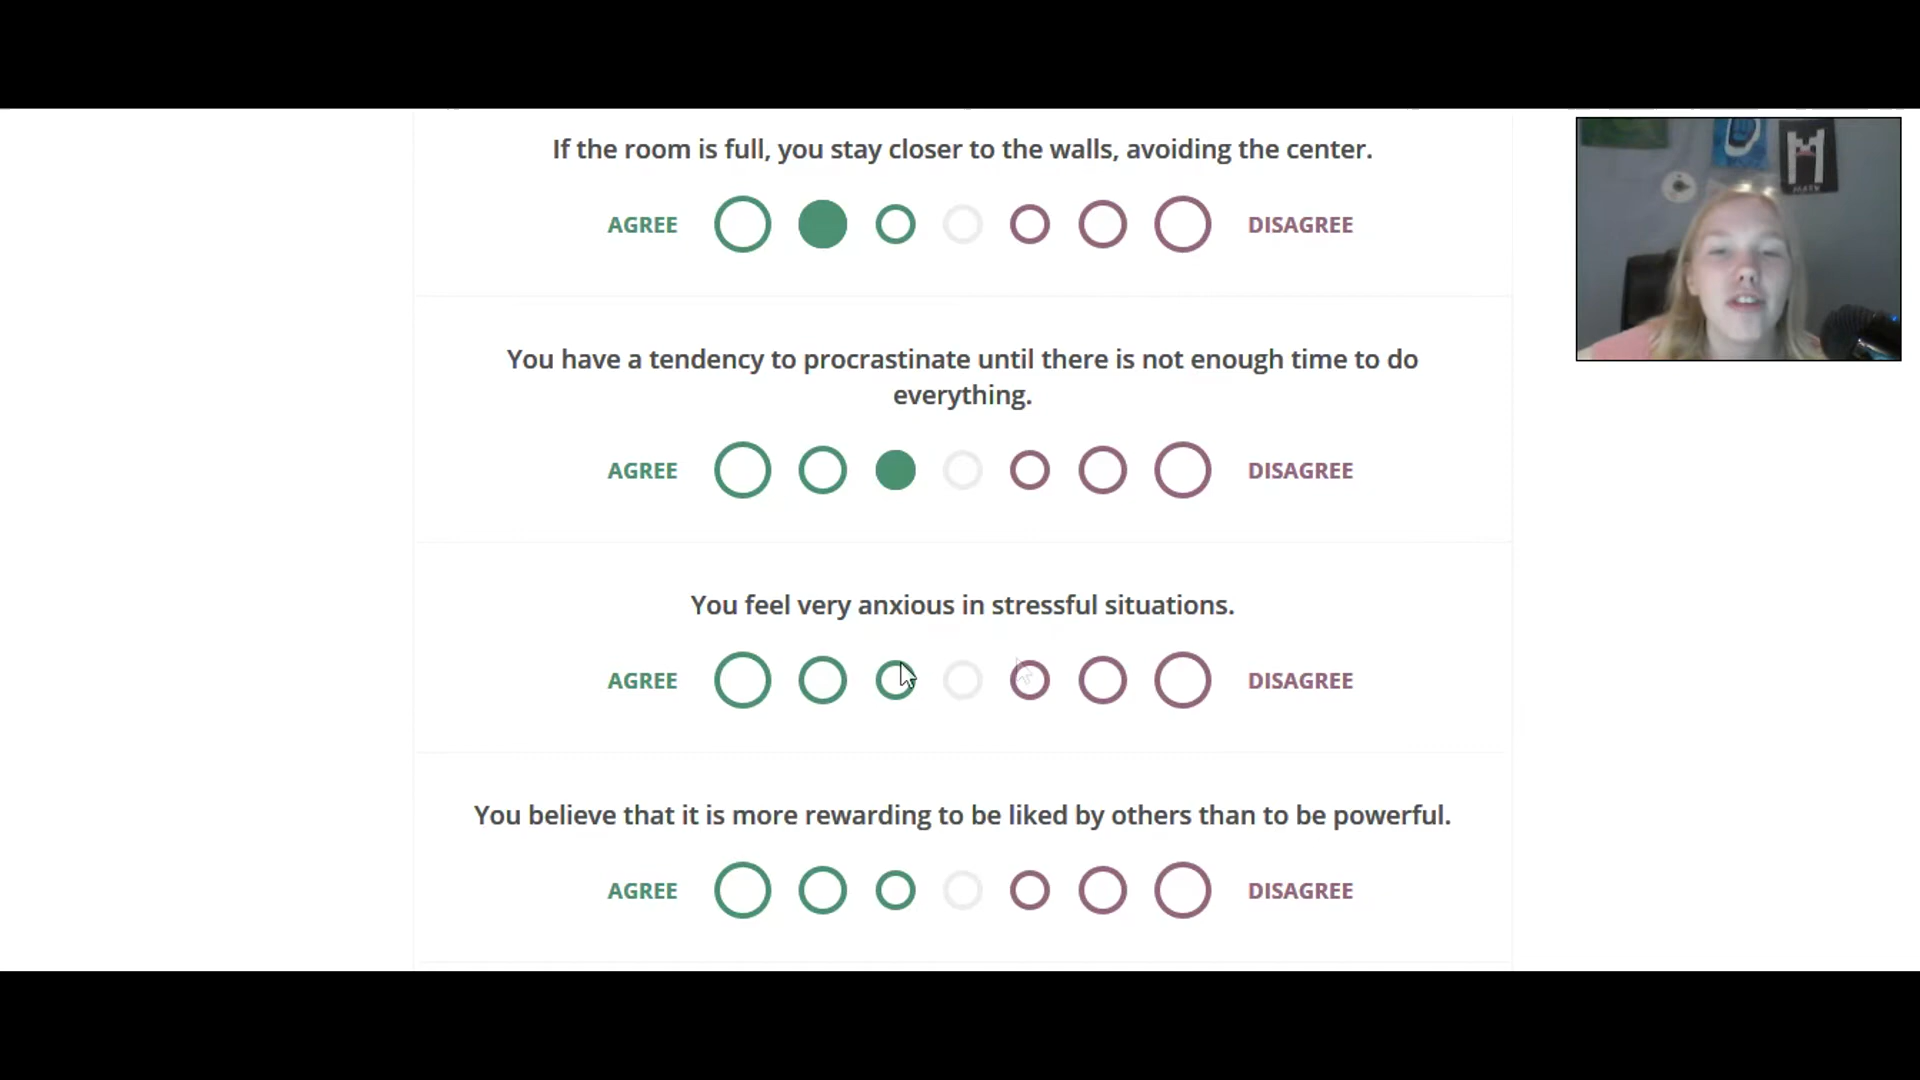 If the room is full, you stay closer to the walls, avoiding the center.
AGREE DISAGREE
You have a tendency to procrastinate until there is not enough time to do
everything.
AGREE DISAGREE
You feel very anxious in stressful situations.
AGREE DISAGREE
You believe that it is more rewarding to be liked by others than to be powerful.
AGREE DISAGREE